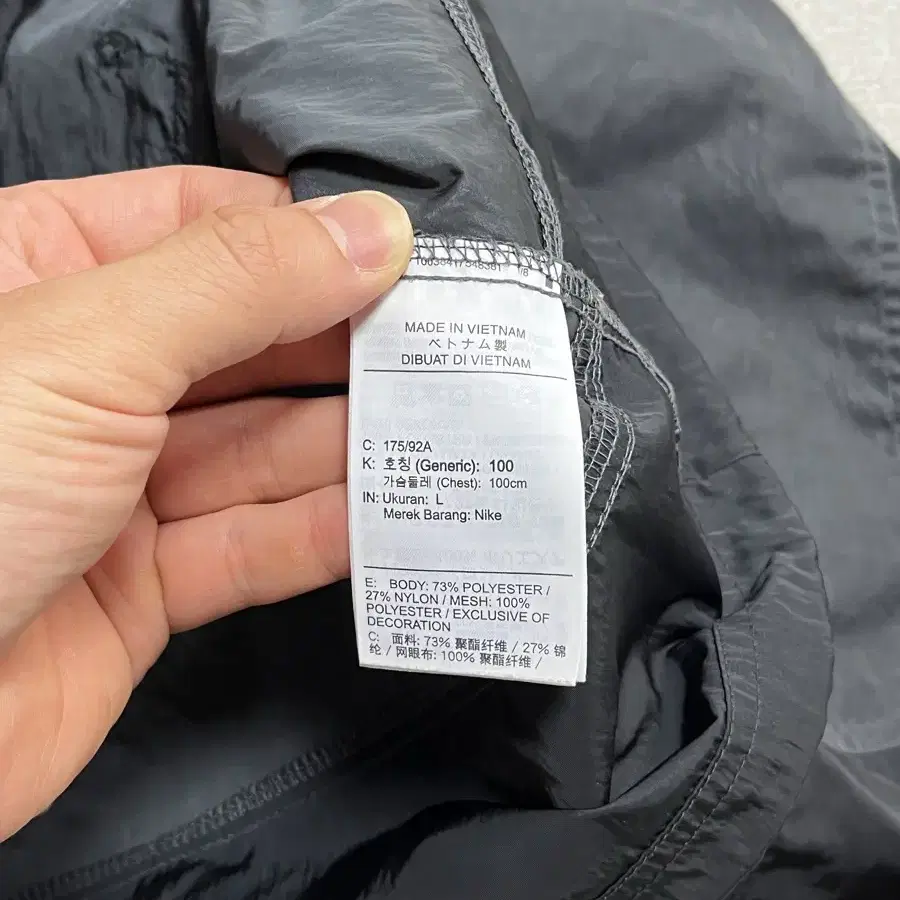 MADE IN VIETNAM
ベトナム製
DIBUAT DI VIETNAM
C: 175/92A
K: 호칭 (Generic): 100
가슴둘레 (Chest): 100cm
IN: Ukuran: L
Merek Barang: Nike
E: BODY: 73% POLYESTER /
27% NYLON / MESH: 100%
POLYESTER / EXCLUSIVE OF
DECORATION
C: 面料: 73% 聚酯纤维 / 27% 锦
纶 / 网眼布: 100% 聚酯纤维 /